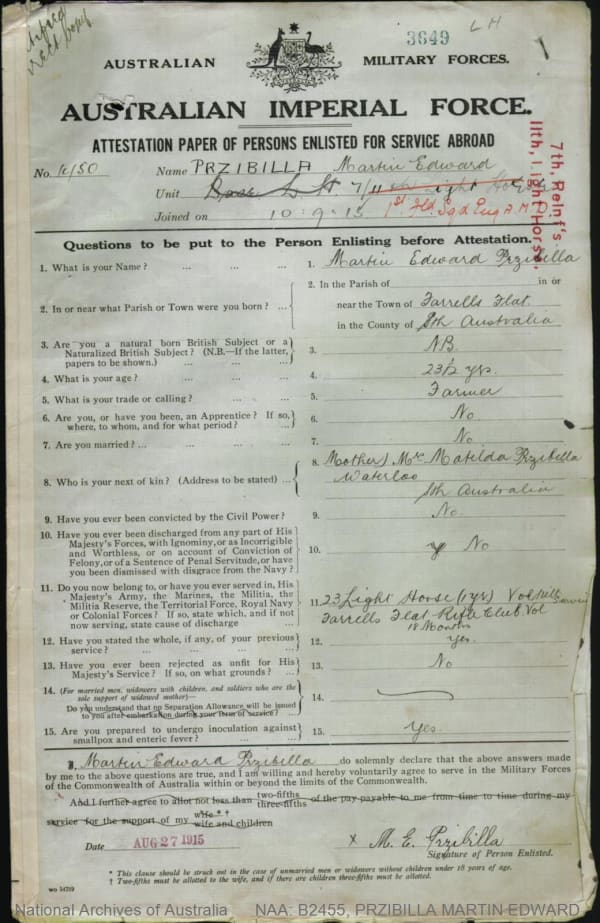 3649
L H
AUSTRALIAN MILITARY FORCES.
AUSTRALIAN IMPERIAL FORCE.
ATTESTATION PAPER OF PERSONS ENLISTED FOR SERVICE ABROAD
No. Name PRZIBILLA Martin Edward
Unit 7/11th Light Horse
Joined on 10.9.15 1st Fld. Sqd. Eng. A.M.D.
7th, Reinf's.
11th, Light Horse.
Questions to be put to the Person Enlisting before Attestation.
1. What is your Name? ... ... ... 1. Martin Edward Przibilla
2. In or near what Parish or Town were you born? ... 2. In the Parish of in or
near the Town of Farrells Flat
in the County of Sth Australia
3. Are you a natural born British Subject or a
Naturalized British Subject? (N.B.—If the latter,
papers to be shown.) ... ... 3. NB
4. What is your age? ... ... ... 4. 23½ yrs.
5. What is your trade or calling? ... ... 5. Farmer
6. Are you, or have you been, an Apprentice? If so,
where, to whom, and for what period? ... 6. No
7. Are you married? ... ... ... ... 7. No
8. Who is your next of kin? (Address to be stated) ... 8. Mother) Mrs Matilda Przibilla
Waterloo
Sth Australia
9. Have you ever been convicted by the Civil Power? 9. No
10. Have you ever been discharged from any part of His
Majesty's Forces, with Ignominy, or as Incorrigible
and Worthless, or on account of Conviction of
Felony, or of a Sentence of Penal Servitude, or have
you been dismissed with disgrace from the Navy? 10. No
11. Do you now belong to, or have you ever served in, His
Majesty's Army, the Marines, the Militia, the
Militia Reserve, the Territorial Force, Royal Navy
or Colonial Forces? If so, state which, and if not
now serving, state cause of discharge ... 11. 23 Light Horse (1yr) Vol
Farrells Flat Rifle Club Vol
18 Months
12. Have you stated the whole, if any, of your previous
service? ... ... ... ... 12. Yes.
13. Have you ever been rejected as unfit for His
Majesty's Service? If so, on what grounds? ... 13. No
14. (For married men, widowers with children, and soldiers who are the
sole support of widowed mother)—
Do you understand that no Separation Allowance will be issued
to you after embarkation during your term of service? ... 14.
15. Are you prepared to undergo inoculation against
smallpox and enteric fever? ... ... 15. Yes.
I, Martin Edward Przibilla do solemnly declare that the above answers made
by me to the above questions are true, and I am willing and hereby voluntarily agree to serve in the Military Forces
of the Commonwealth of Australia within or beyond the limits of the Commonwealth.
And I further agree to allot not less than two-fifths three-fifths of the pay payable to me from time to time during my
service for the support of my wife * † wife and children
Date AUG 27 1915 x M. E. Przibilla
Signature of Person Enlisted.
* This clause should be struck out in the case of unmarried men or widowers without children under 18 years of age.
† Two-fifths must be allotted to the wife, and if there are children three-fifths must be allotted.
National Archives of Australia NAA: B2455, PRZIBILLA MARTIN EDWARD